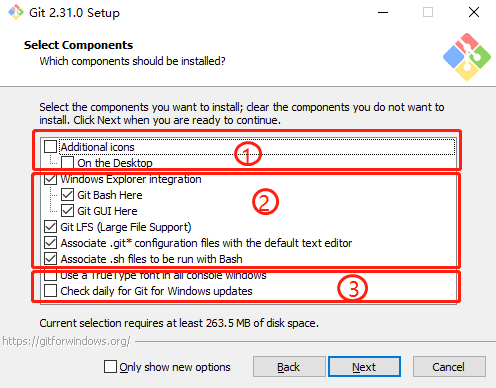 Git 2.31.0 Setup
Select Components
Which components should be installed?
Select the components you want to install; clear the components you do not want to
install. Click Next when you are ready to continue.
Additional icons
On the Desktop
1
Windows Explorer integration
Git Bash Here
Git GUI Here
2
Git LFS (Large File Support)
Associate .git* configuration files with the default text editor
Associate .sh files to be run with Bash
Use a TrueType font in all console windows
Check daily for Git for Windows updates
3
Current selection requires at least 263.5 MB of disk space.
https://gitforwindows.org/
Only show new options
Back
Next
Cancel